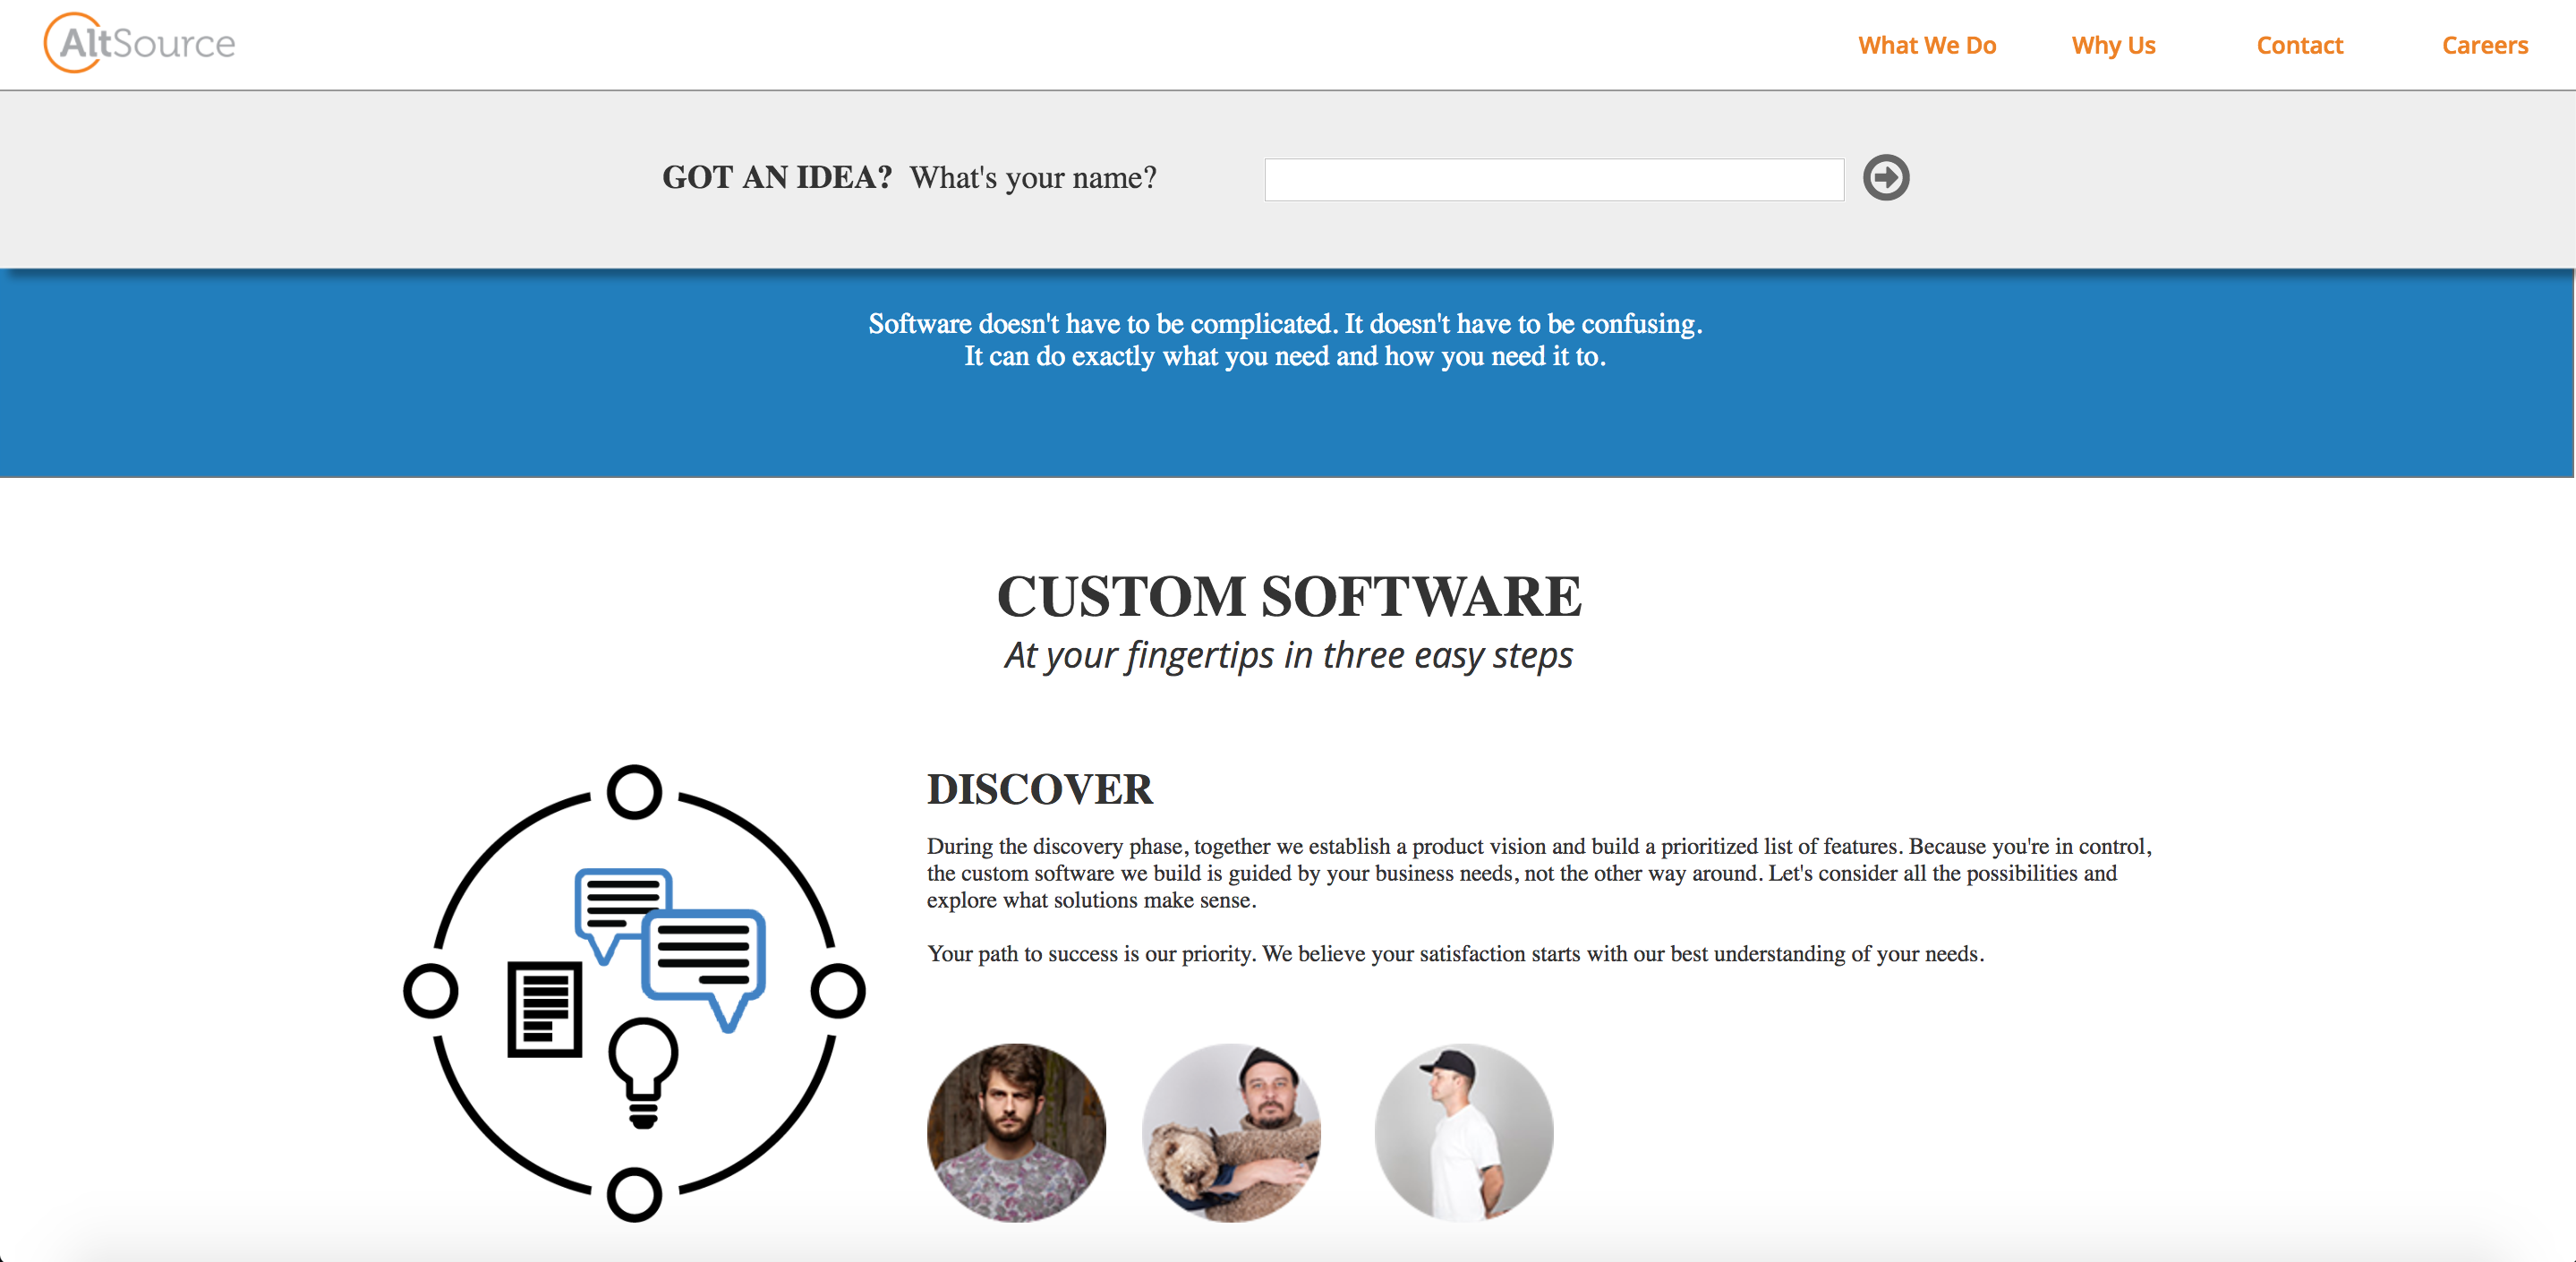 AltSource
What We Do
Why Us
Contact
Careers
GOT AN IDEA? What's your name?
Software doesn't have to be complicated. It doesn't have to be confusing.
It can do exactly what you need and how you need it to.
CUSTOM SOFTWARE
At your fingertips in three easy steps
DISCOVER
During the discovery phase, together we establish a product vision and build a prioritized list of features. Because you're in control,
the custom software we build is guided by your business needs, not the other way around. Let's consider all the possibilities and
explore what solutions make sense.
Your path to success is our priority. We believe your satisfaction starts with our best understanding of your needs.